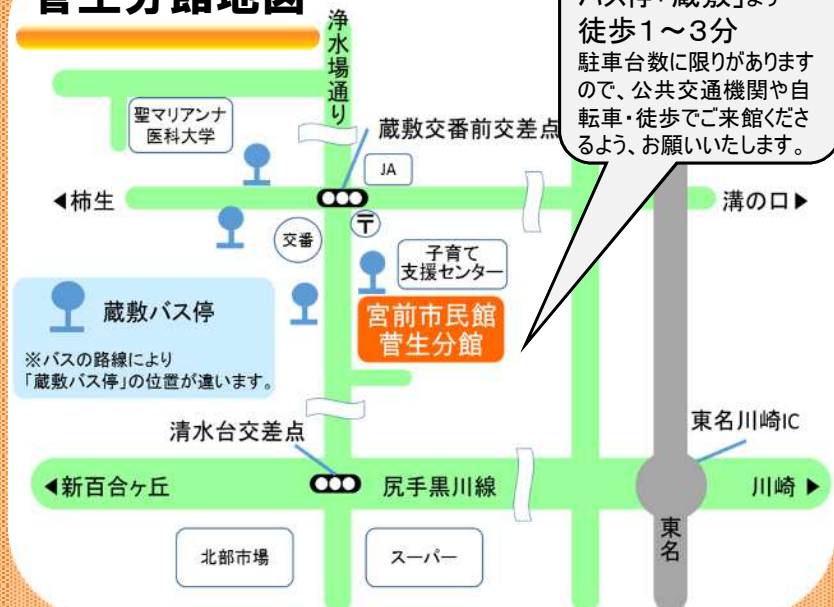 菅生分館地図
バス停「蔵敷」より
徒歩1～3分
駐車台数に限りがあります
ので、公共交通機関や自
転車・徒歩でご来館くださ
るよう、お願いいたします。
浄水場通り
聖マリアンナ
医科大学
蔵敷交番前交差点
JA
◀柿生
溝の口▶
〒
交番
子育て
支援センター
蔵敷バス停
宮前市民館
菅生分館
※バスの路線により
「蔵敷バス停」の位置が違います。
清水台交差点
東名川崎IC
◀新百合ヶ丘
尻手黒川線
川崎▶
東名
北部市場
スーパー